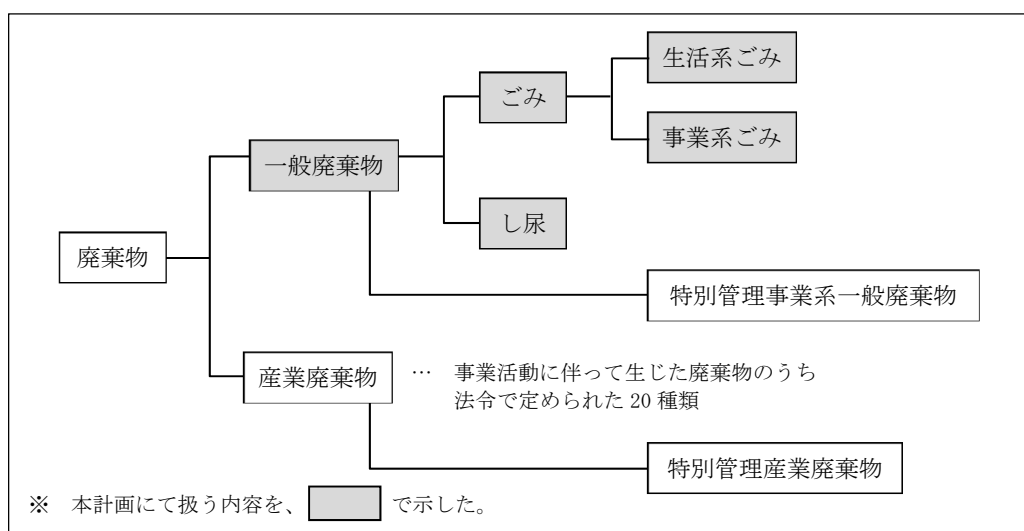 生活系ごみ
ごみ
事業系ごみ
一般廃棄物
し尿
廃棄物
特別管理事業系一般廃棄物
産業廃棄物 … 事業活動に伴って生じた廃棄物のうち
法令で定められた 20 種類
特別管理産業廃棄物
※ 本計画にて扱う内容を、 で示した。